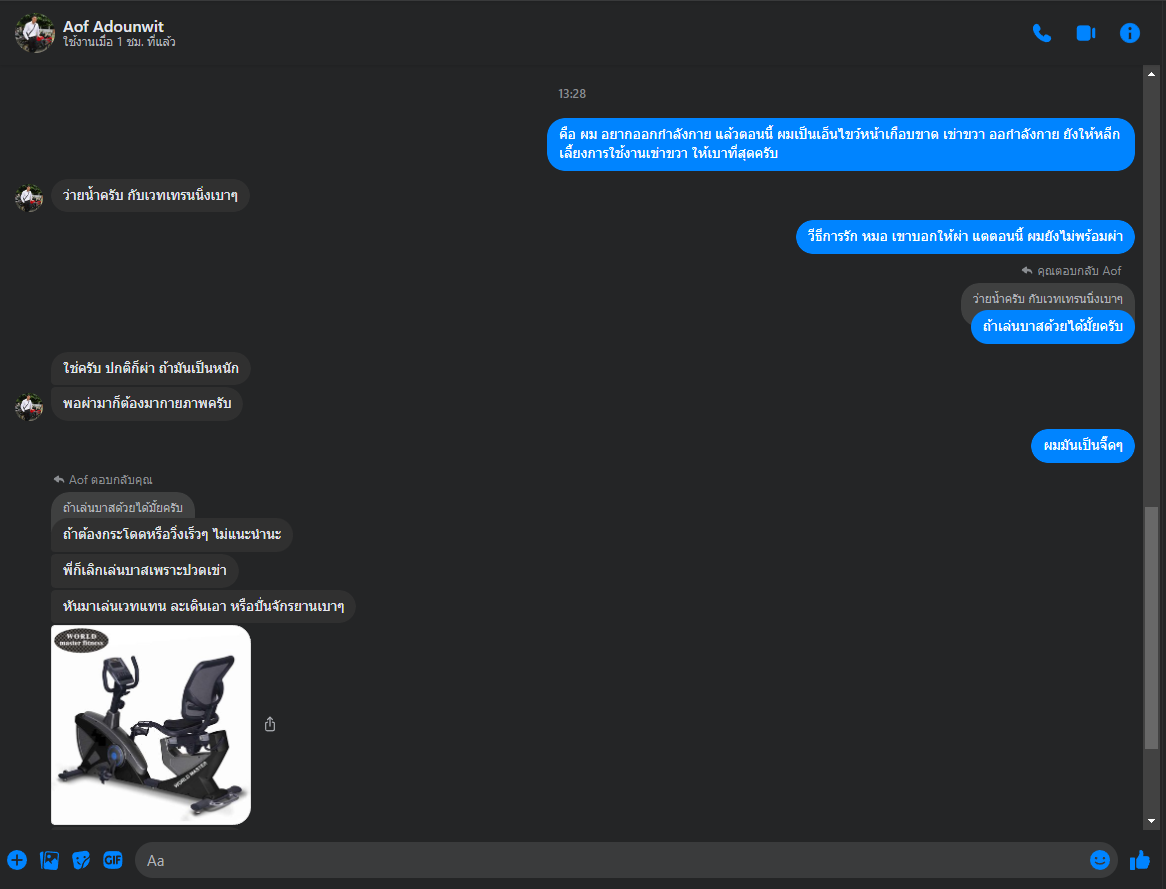 Aof Adounwit
ใช้งานเมื่อ 1 ชม. ที่แล้ว
13:28
คือ ผม อยากออกกำลังกาย แล้วตอนนี้ ผมเป็นเอ็นไขว้หน้าเกือบขาด เข่าขวา ออกำลังกาย ยังให้หลีก
เลี้ยงการใช้งานเข่าขวา ให้เบาที่สุดครับ
ว่ายน้ำครับ กับเวทเทรนนิ่งเบาๆ
วีธีการรัก หมอ เขาบอกให้ผ่า แตตอนนี้ ผมยังไม่พร้อมผ่า
คุณตอบกลับ Aof
ว่ายน้ำครับ กับเวทเทรนนิ่งเบาๆ
ถ้าเล่นบาสด้วยได้มั้ยครับ
ใช่ครับ ปกติก็ผ่า ถ้ามันเป็นหนัก
พอผ่ามาก็ต้องมากายภาพครับ
ผมมันเป็นจี๊ดๆ
Aof ตอบกลับคุณ
ถ้าเล่นบาสด้วยได้มั้ยครับ
ถ้าต้องกระโดดหรือวิ่งเร็วๆ ไม่แนะนำนะ
พี่ก็เลิกเล่นบาสเพราะปวดเข่า
หันมาเล่นเวทแทน ละเดินเอา หรือปั่นจักรยานเบาๆ
WORLD
master fitness
WORLD MASTER
GIF
Aa